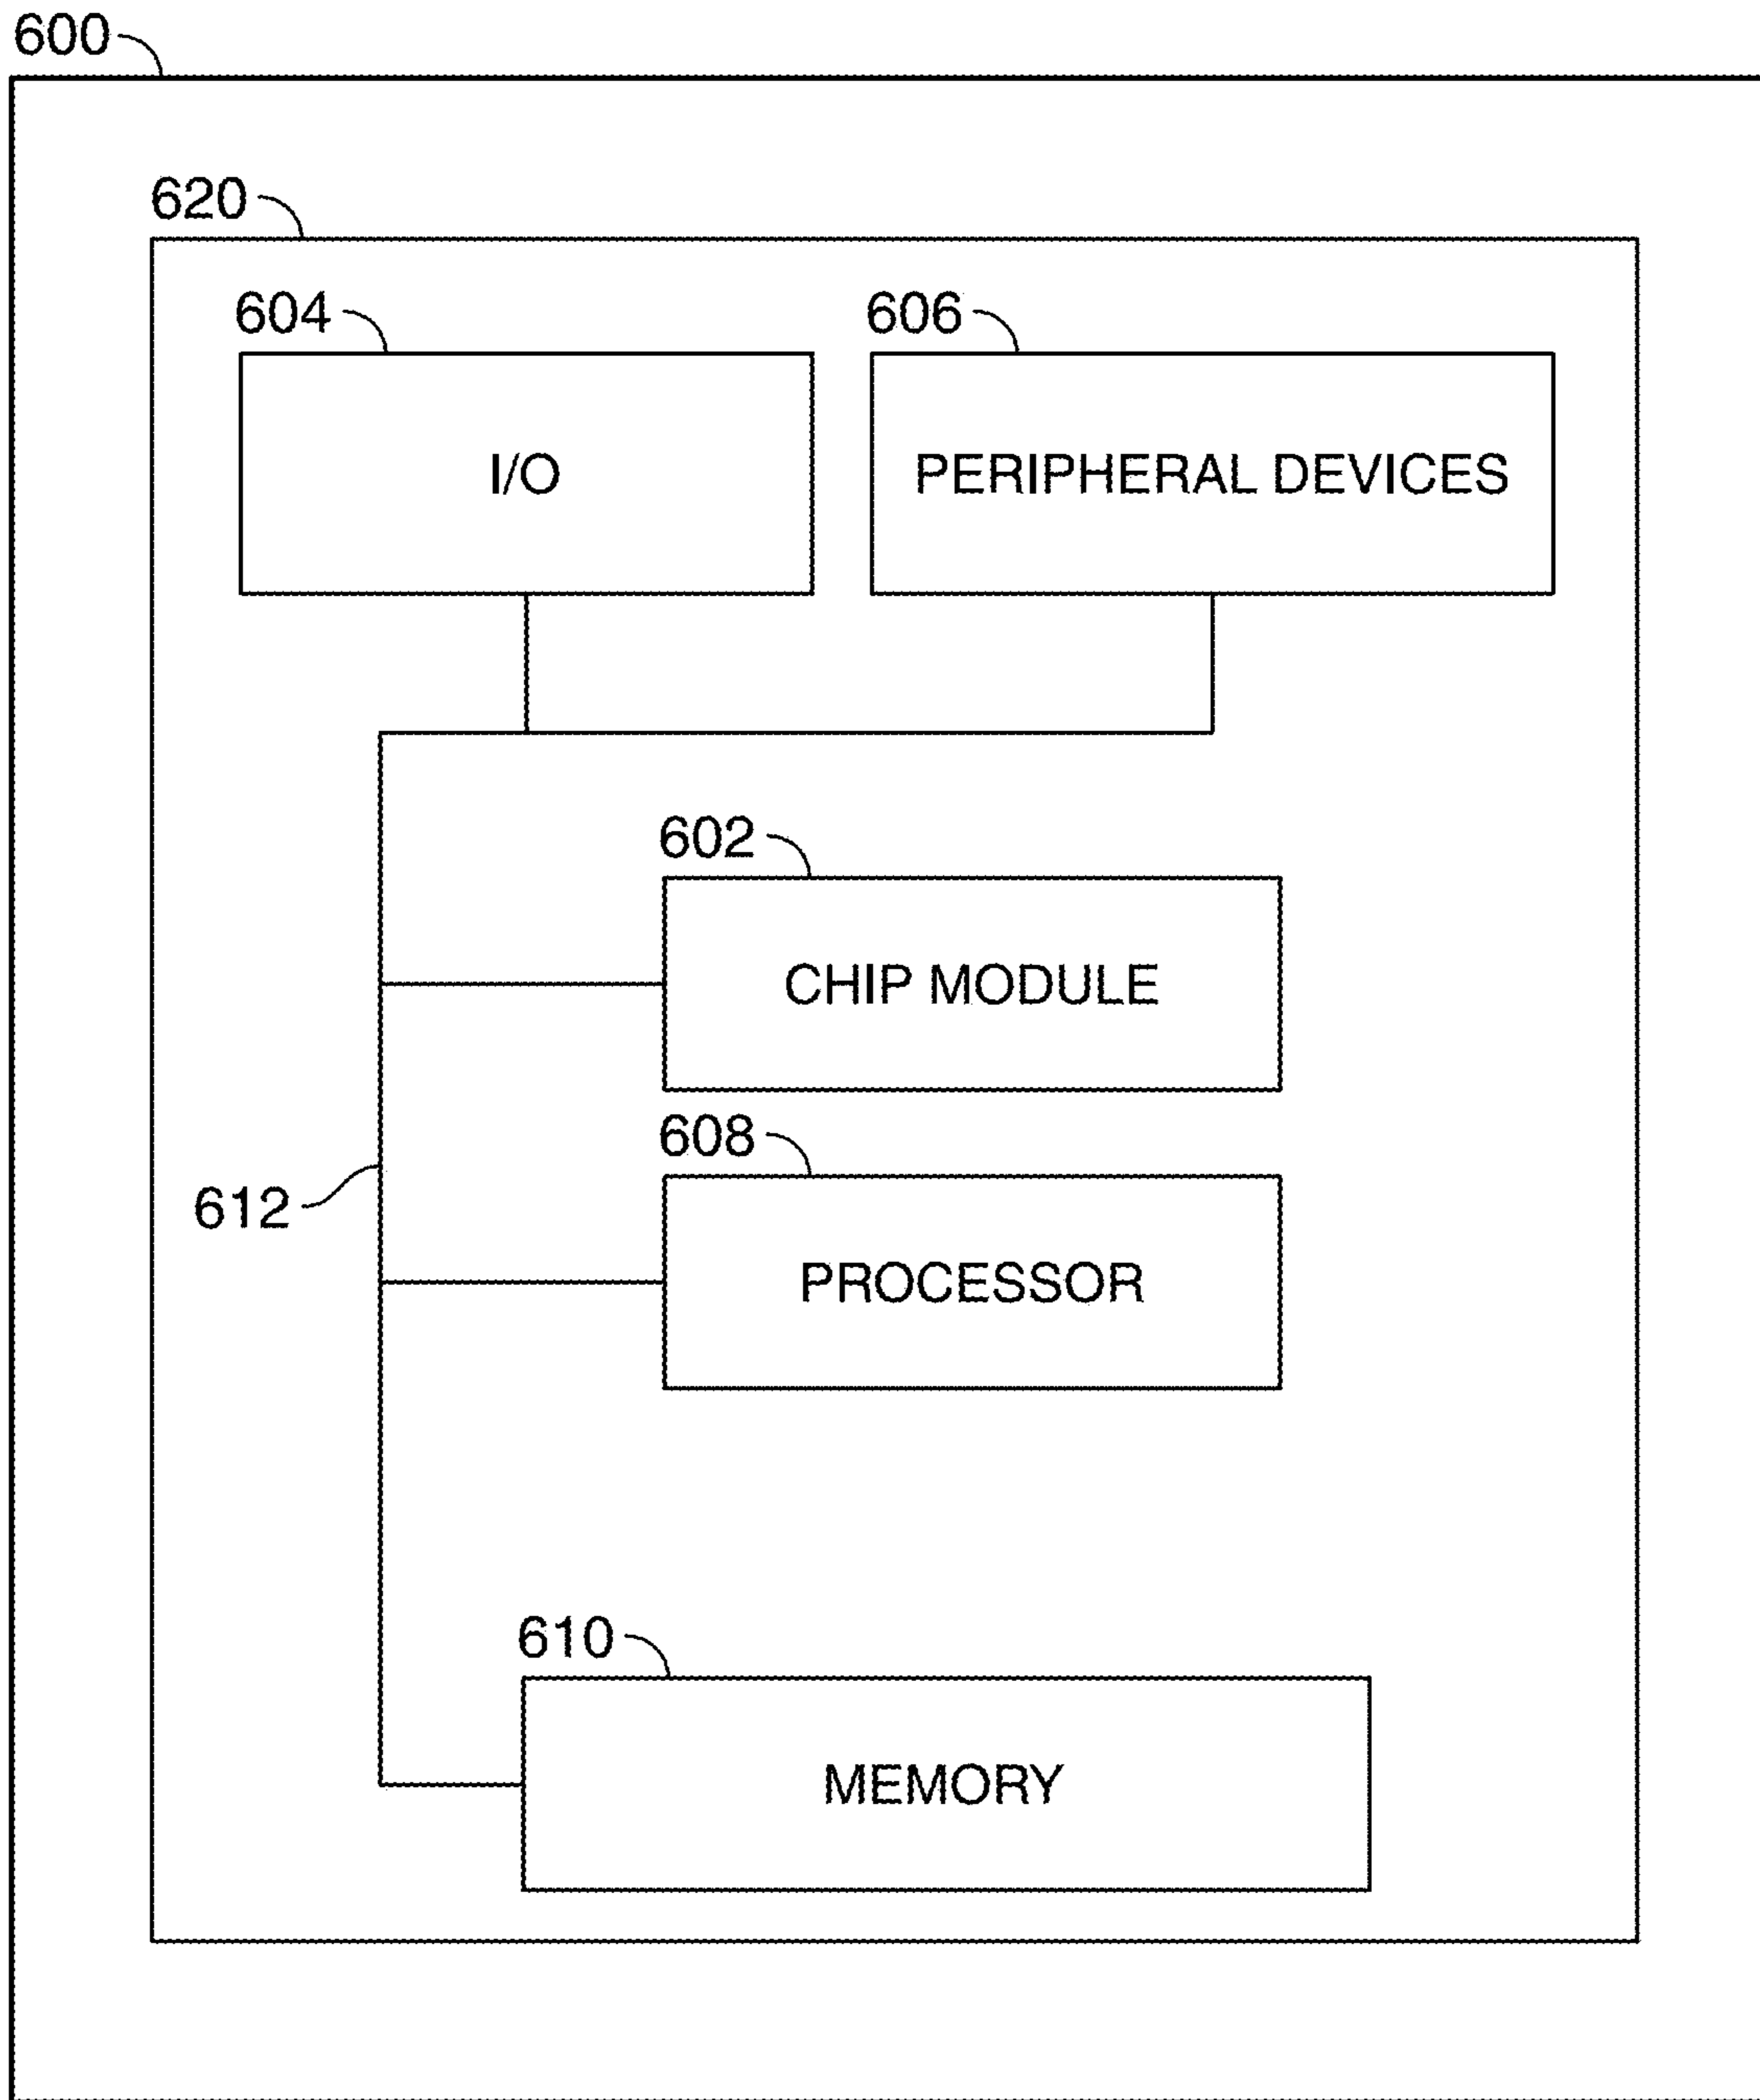 600
620
604
606
I/O
PERIPHERAL DEVICES
602
CHIP MODULE
608
612
PROCESSOR
610
MEMORY